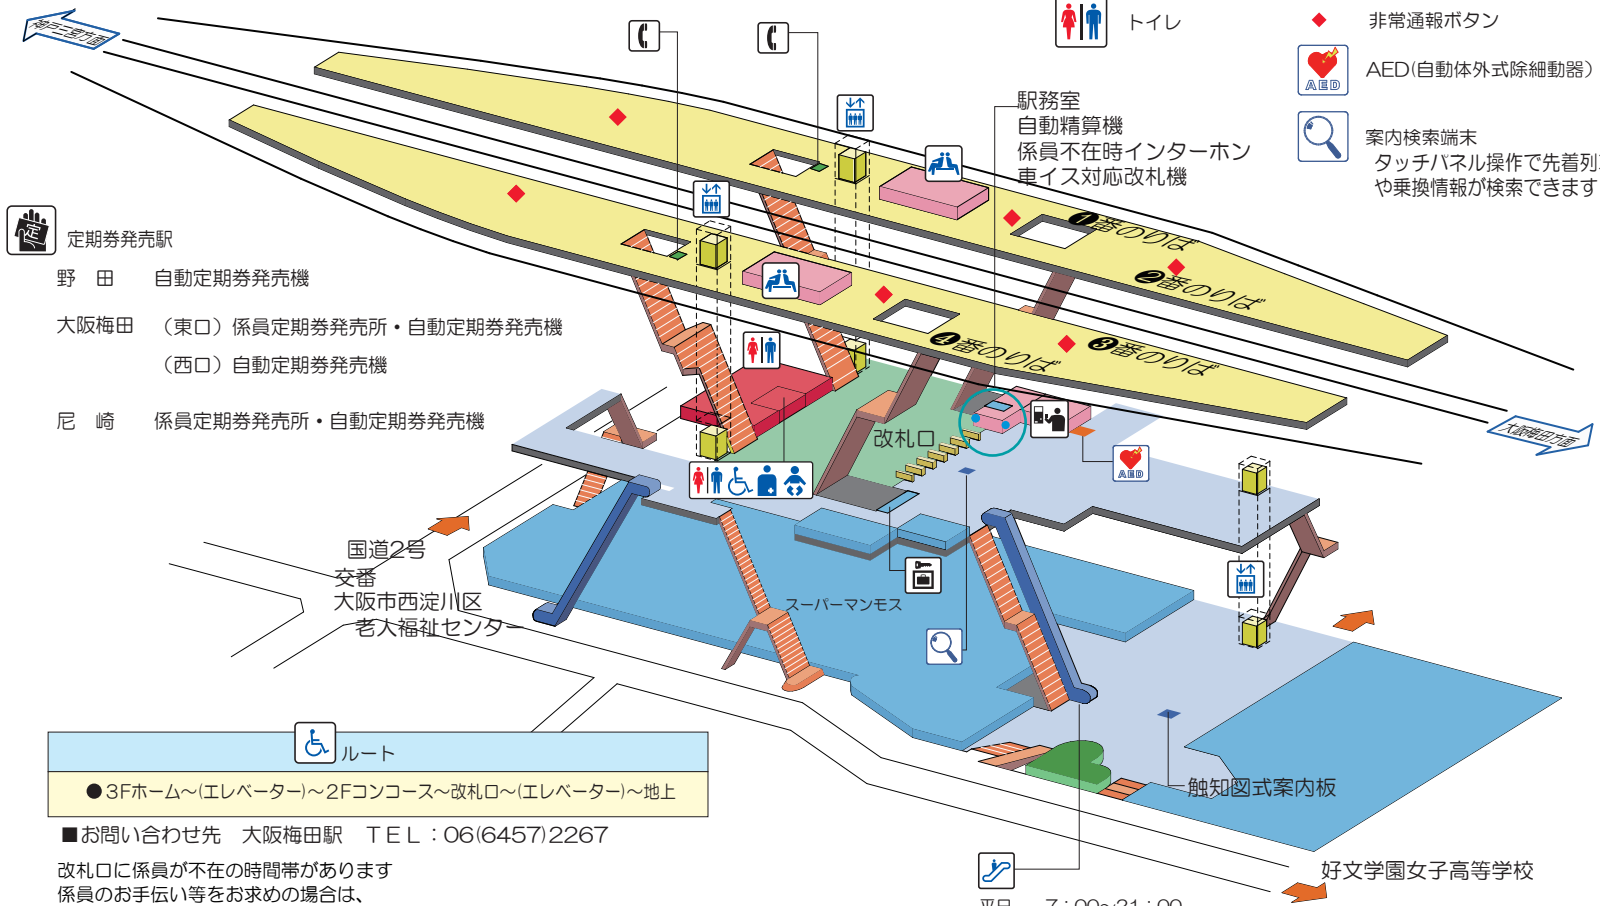 神戸三宮方面
トイレ
非常通報ボタン
AED
AED(自動体外式除細動器)
案内検索端末
タッチパネル操作で先着列
や乗換情報が検索できます
駅務室
自動精算機
係員不在時インターホン
車イス対応改札機
❶番のりば
❷番のりば
❸番のりば
❹番のりば
定
定期券発売駅
野 田 自動定期券発売機
大阪梅田 (東口)係員定期券発売所・自動定期券発売機
(西口)自動定期券発売機
尼 崎 係員定期券発売所・自動定期券発売機
大阪梅田方面
改札口
AED
国道2号
交番
大阪市西淀川区
老人福祉センター
スーパーマンモス
ルート
●3Fホーム~(エレベーター)~2Fコンコース~改札口~(エレベーター)~地上
■お問い合わせ先 大阪梅田駅 TEL:06(6457)2267
改札口に係員が不在の時間帯があります
係員のお手伝い等をお求めの場合は、
触知図式案内板
好文学園女子高等学校
平日 7:00~21:00